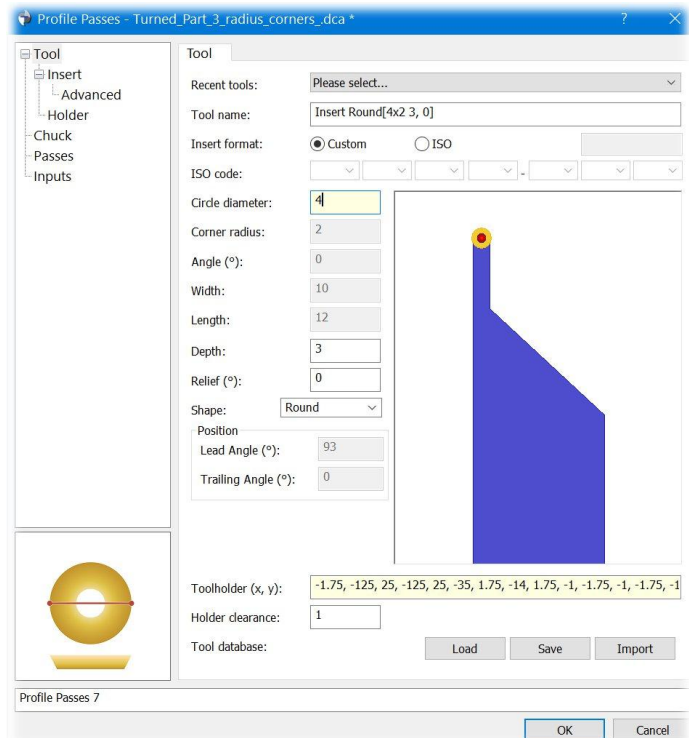 Profile Passes - Turned_Part_3_radius_corners_.dca *
? ×
Tool
Insert
Advanced
Holder
Chuck
Passes
Inputs
Tool
Recent tools: Please select...
Tool name: Insert Round[4x2 3, 0]
Insert format: Custom ISO
ISO code: -
Circle diameter: 4
Corner radius: 2
Angle (º): 0
Width: 10
Length: 12
Depth: 3
Relief (º): 0
Shape: Round
Position
Lead Angle (º): 93
Trailing Angle (º): 0
Toolholder (x, y): -1.75, -125, 25, -125, 25, -35, 1.75, -14, 1.75, -1, -1.75, -1, -1.75, -1
Holder clearance: 1
Tool database: Load Save Import
Profile Passes 7
OK Cancel